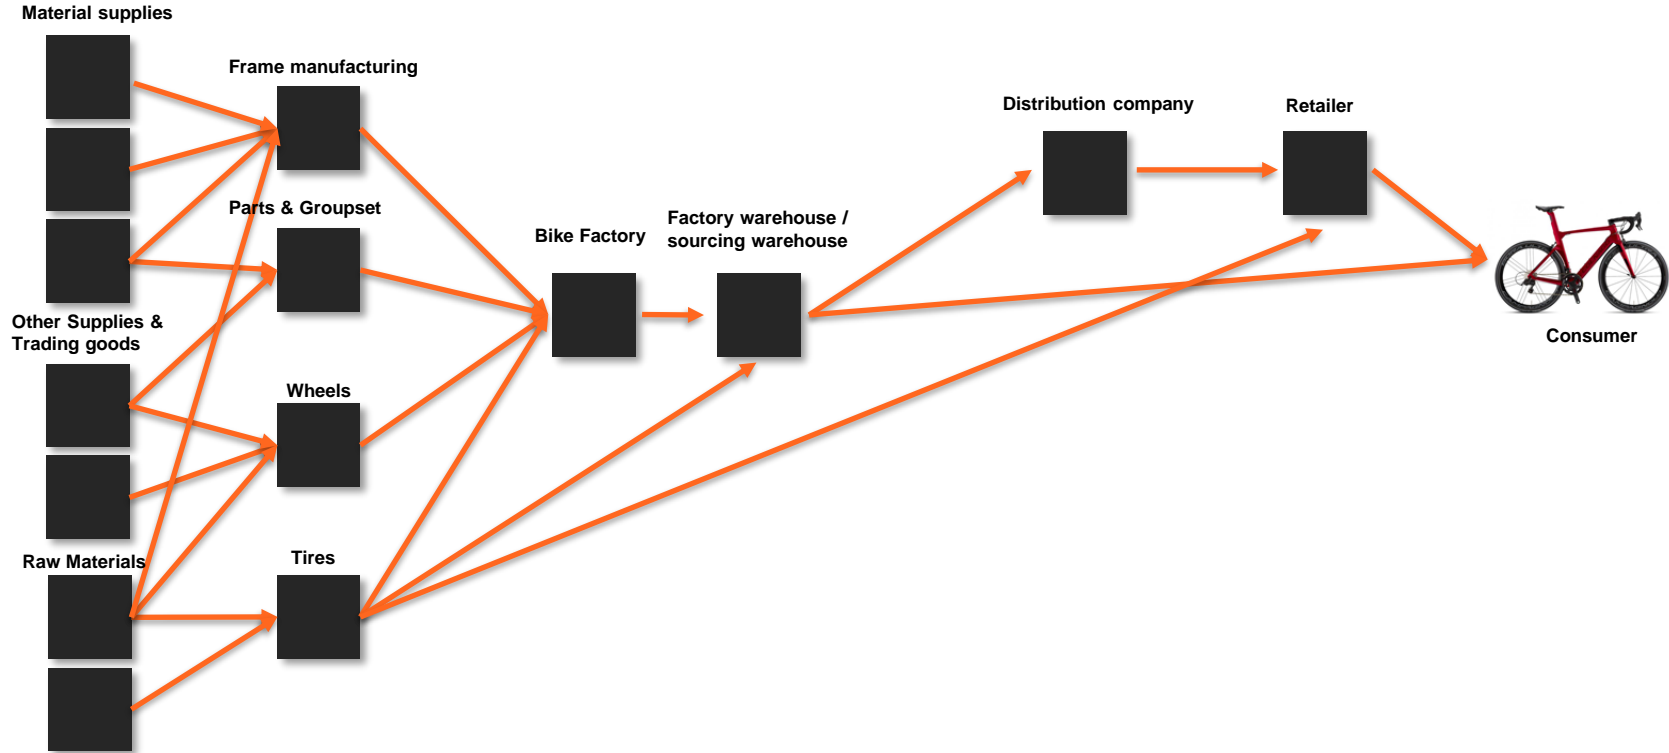 Material supplies
Frame manufacturing
Distribution company
Retailer
Parts & Groupset
Factory warehouse /
sourcing warehouse
Bike Factory
Other Supplies &
Trading goods
Consumer
Wheels
Raw Materials
Tires